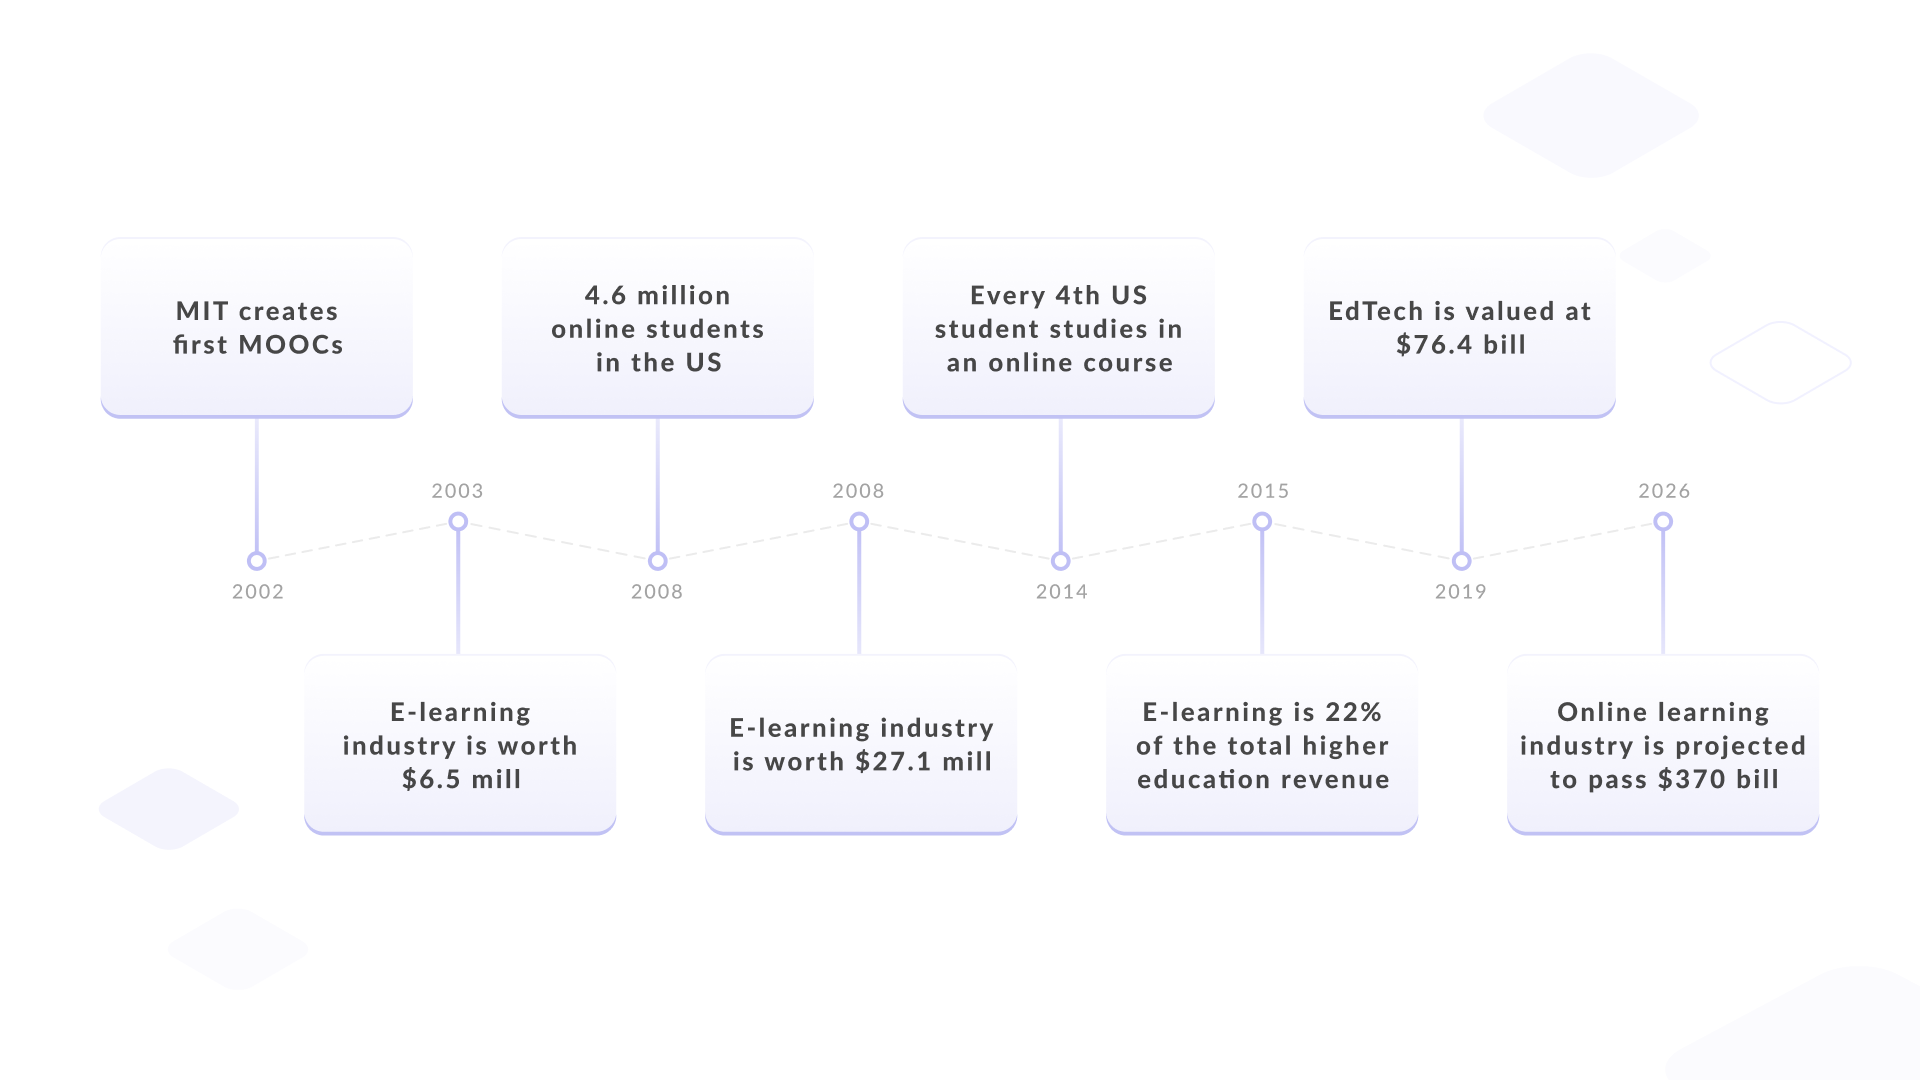 MIT creates
first MOOCs
4.6 million
online students
in the US
Every 4th US
student studies in
an online course
EdTech is valued at
$76.4 bill
2003
2008
2015
2026
2002
2008
2014
2019
E-learning
industry is worth
$6.5 mill
E-learning industry
is worth $27.1 mill
E-learning is 22%
of the total higher
education revenue
Online learning
industry is projected
to pass $370 bill